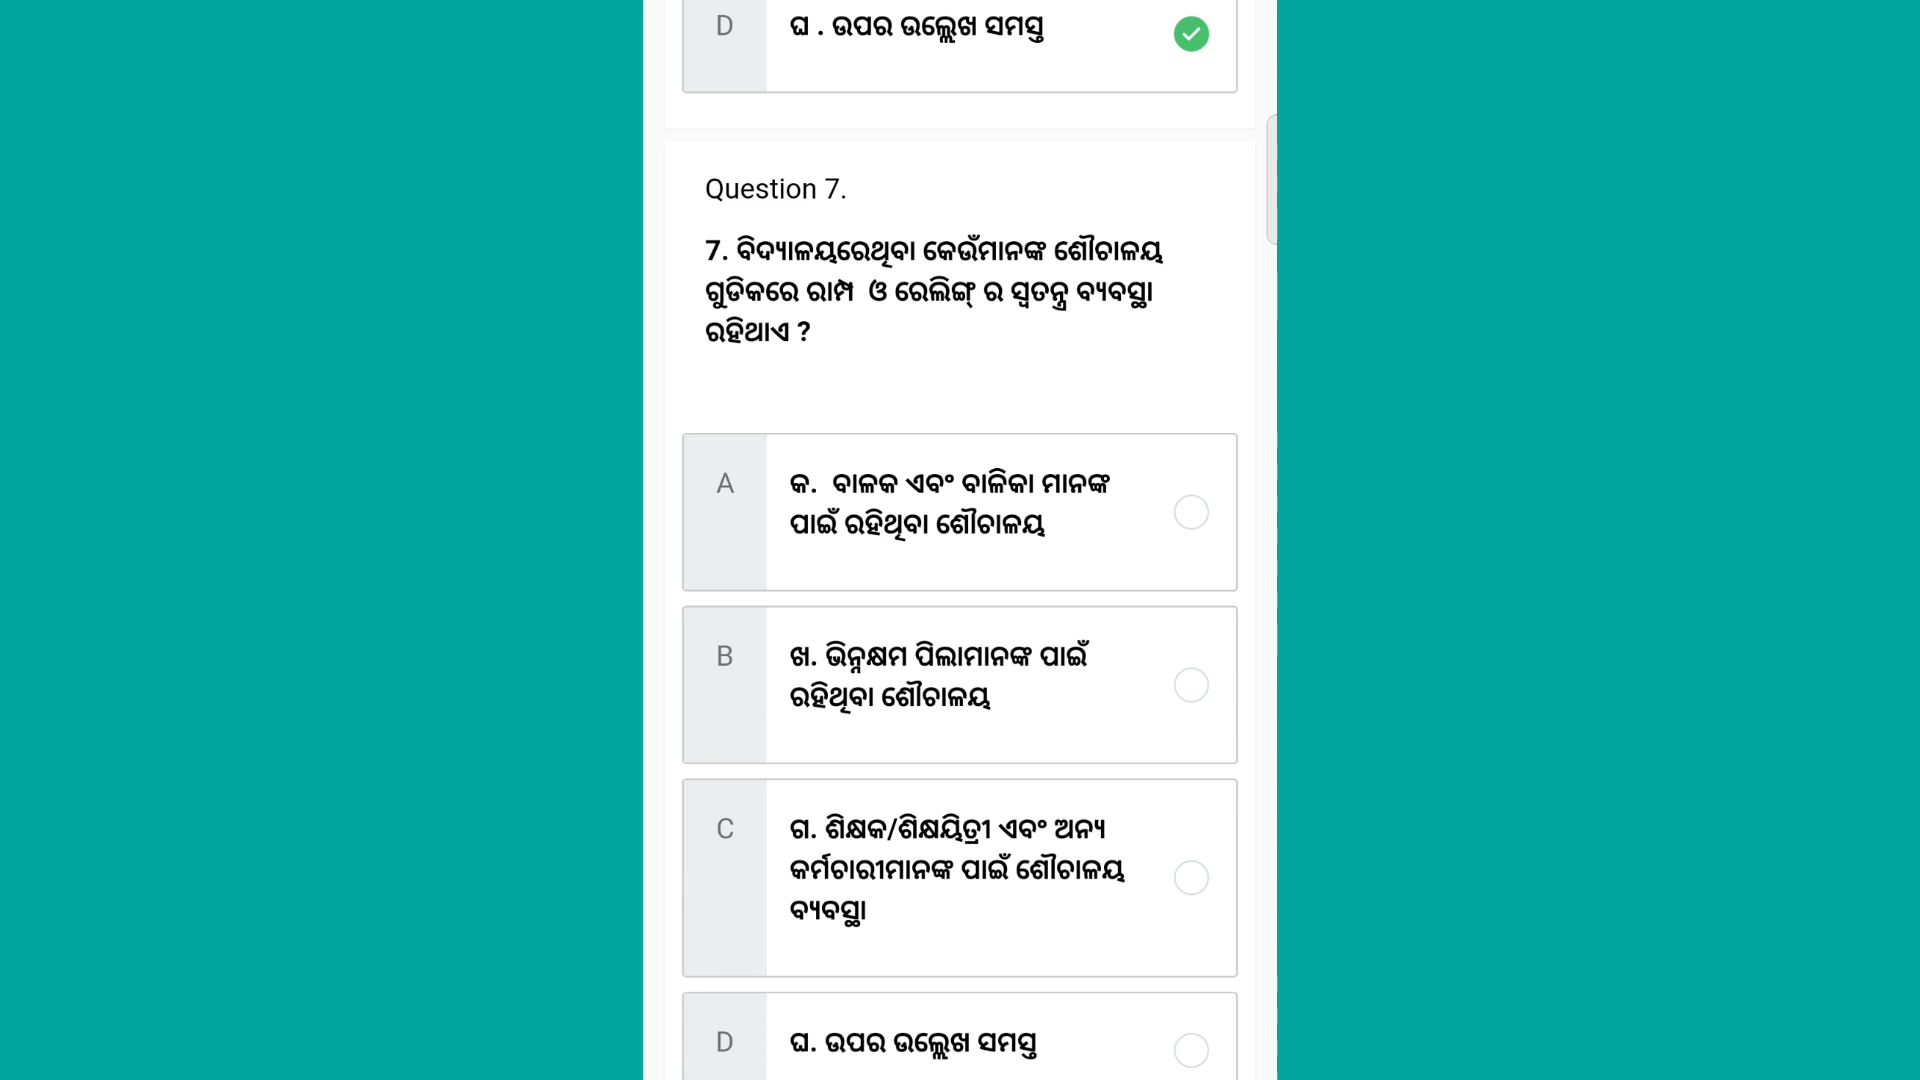 D ଘ . ଉପର ଉଲ୍ଲେଖ ସମସ୍ତ
Question 7.
7. ବିଦ୍ୟାଳୟରେଥିବା କେଉଁମାନଙ୍କ ଶୌଚାଳୟ
ଗୁଡିକରେ ରାମ୍ପ ଓ ରେଲିଙ୍ଗ୍ ର ସ୍ୱତନ୍ତ୍ର ବ୍ୟବସ୍ଥା
ରହିଥାଏ ?
A କ. ବାଳକ ଏବଂ ବାଳିକା ମାନଙ୍କ
ପାଇଁ ରହିଥିବା ଶୌଚାଳୟ
B ଖ. ଭିନ୍ନକ୍ଷମ ପିଲାମାନଙ୍କ ପାଇଁ
ରହିଥିବା ଶୌଚାଳୟ
C ଗ. ଶିକ୍ଷକ/ଶିକ୍ଷୟିତ୍ରୀ ଏବଂ ଅନ୍ୟ
କର୍ମଚାରୀମାନଙ୍କ ପାଇଁ ଶୌଚାଳୟ
ବ୍ୟବସ୍ଥା
D ଘ. ଉପର ଉଲ୍ଲେଖ ସମସ୍ତ